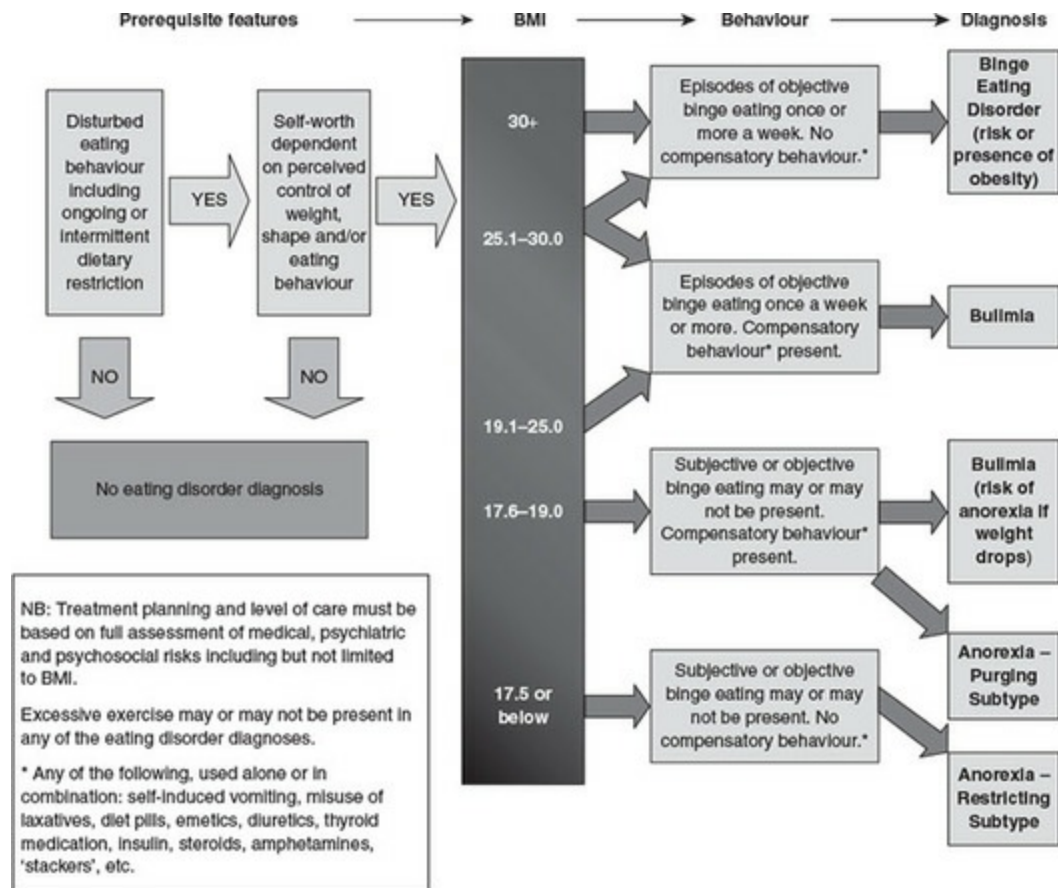 Prerequisite features
BMI
Behaviour
Diagnosis
Disturbed
eating
behaviour
including
ongoing or
intermittent
dietary
restriction
YES
Self-worth
dependent
on perceived
control of
weight,
shape and/or
eating
behaviour
YES
NO
NO
No eating disorder diagnosis
30+
25.1–30.0
19.1–25.0
17.6–19.0
17.5 or
below
Episodes of objective
binge eating once or
more a week. No
compensatory behaviour.*
Binge
Eating
Disorder
(risk or
presence of
obesity)
Episodes of objective
binge eating once a week
or more. Compensatory
behaviour* present.
Bulimia
Subjective or objective
binge eating may or may
not be present.
Compensatory behaviour*
present.
Bulimia
(risk of
anorexia if
weight
drops)
Anorexia –
Purging
Subtype
Subjective or objective
binge eating may or may
not be present. No
compensatory behaviour.*
Anorexia –
Restricting
Subtype
NB: Treatment planning and level of care must be
based on full assessment of medical, psychiatric
and psychosocial risks including but not limited
to BMI.
Excessive exercise may or may not be present in
any of the eating disorder diagnoses.
* Any of the following, used alone or in
combination: self-induced vomiting, misuse of
laxatives, diet pills, emetics, diuretics, thyroid
medication, insulin, steroids, amphetamines,
‘stackers’, etc.